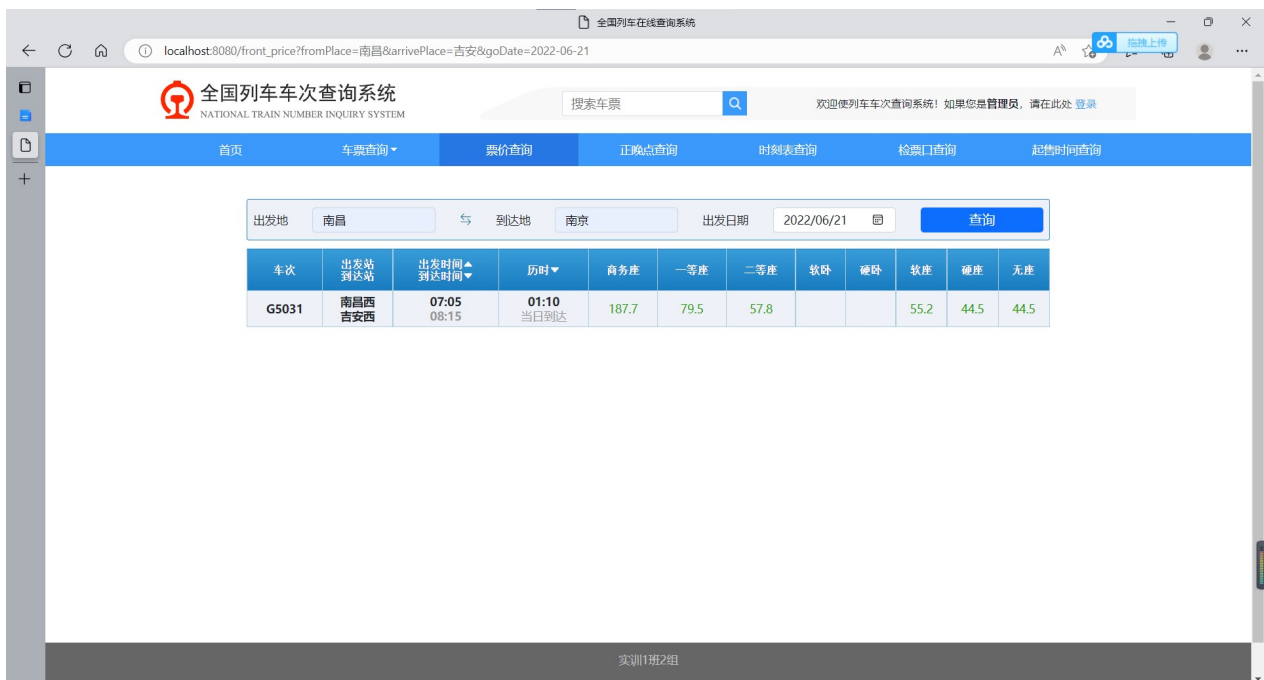 全国列车在线查询系统
localhost:8080/front_price?fromPlace=南昌&arrivePlace=吉安&goDate=2022-06-21
拖拽上传
全国列车车次查询系统
NATIONAL TRAIN NUMBER INQUIRY SYSTEM
搜索车票
欢迎便列车车次查询系统！如果您是管理员，请在此处 登录
首页 车票查询 票价查询 正晚点查询 时刻表查询 检票口查询 起售时间查询
出发地 南昌 到达地 南京 出发日期 2022/06/21 查询
车次 出发站 到达站 出发时间 到达时间 历时 商务座 一等座 二等座 软卧 硬卧 软座 硬座 无座
G5031 南昌西 吉安西 07:05 08:15 01:10 当日到达 187.7 79.5 57.8 55.2 44.5 44.5
实训1班2组